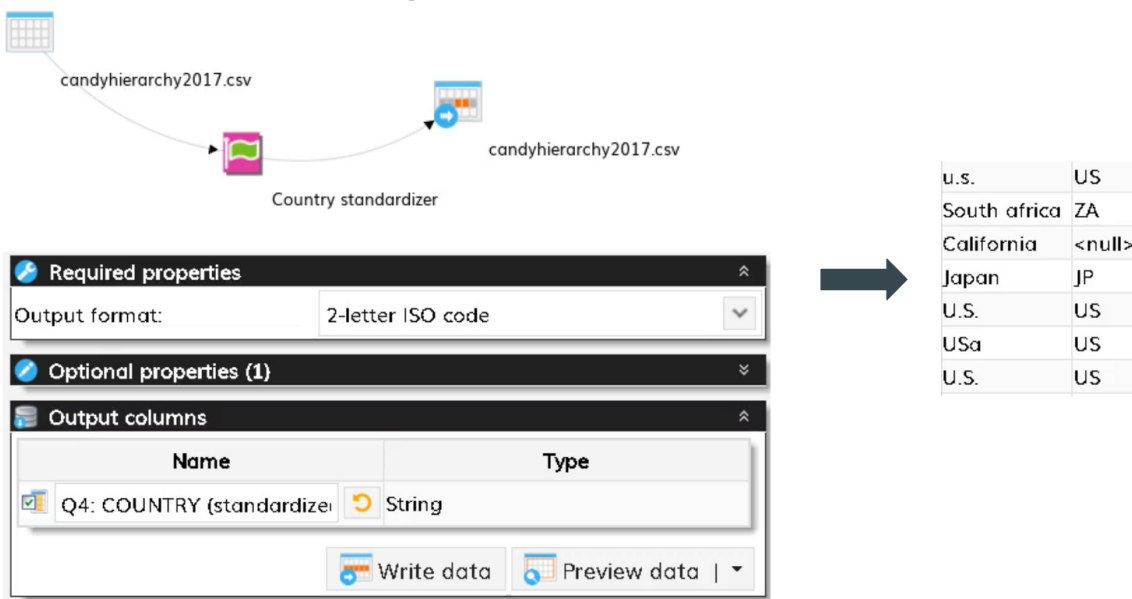 candyhierarchy2017.csv
candyhierarchy2017.csv
Country standardizer
Required properties
Output format: 2-letter ISO code
Optional properties (1)
Output columns
Name Type
Q4: COUNTRY (standardize String
Write data Preview data |
u.s. US
South africa ZA
California <null>
Japan JP
U.S. US
USa US
U.S. US